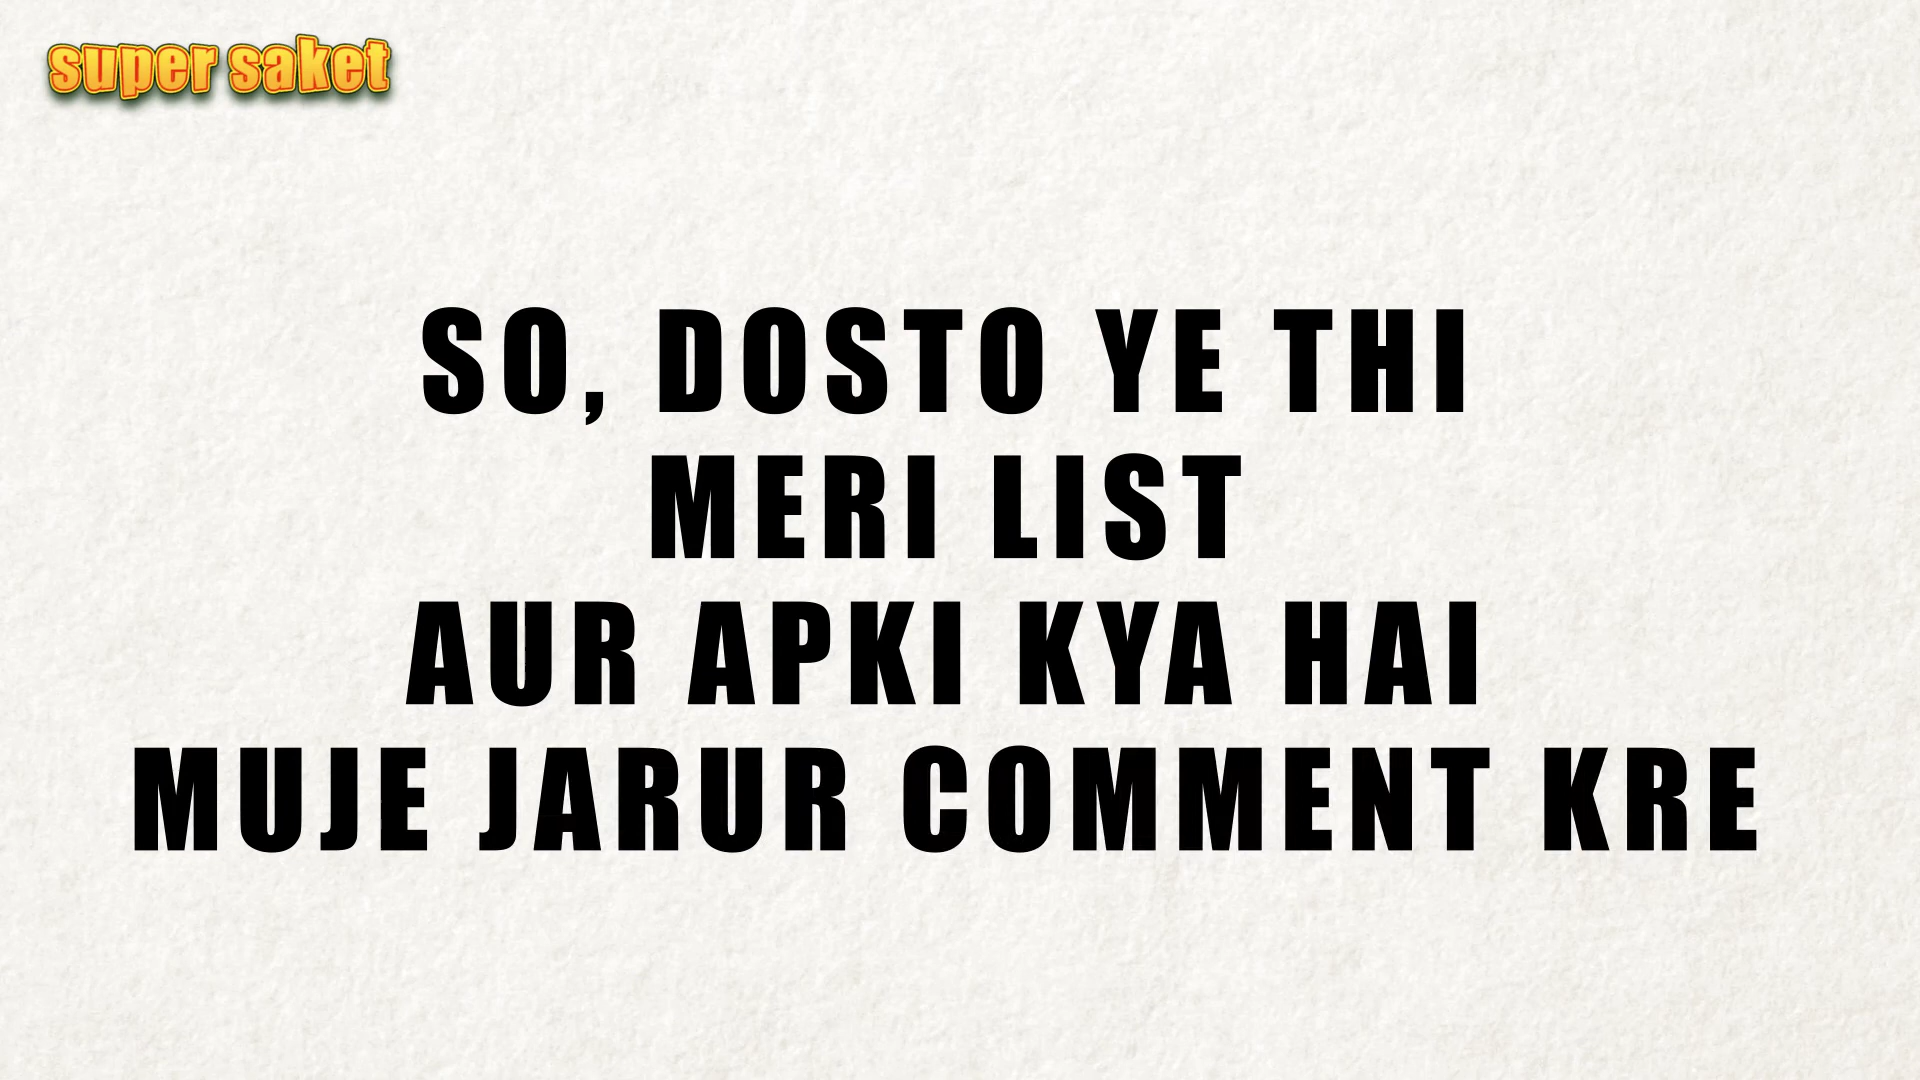 super saket
SO, DOSTO YE THI
MERI LIST
AUR APKI KYA HAI
MUJE JARUR COMMENT KRE